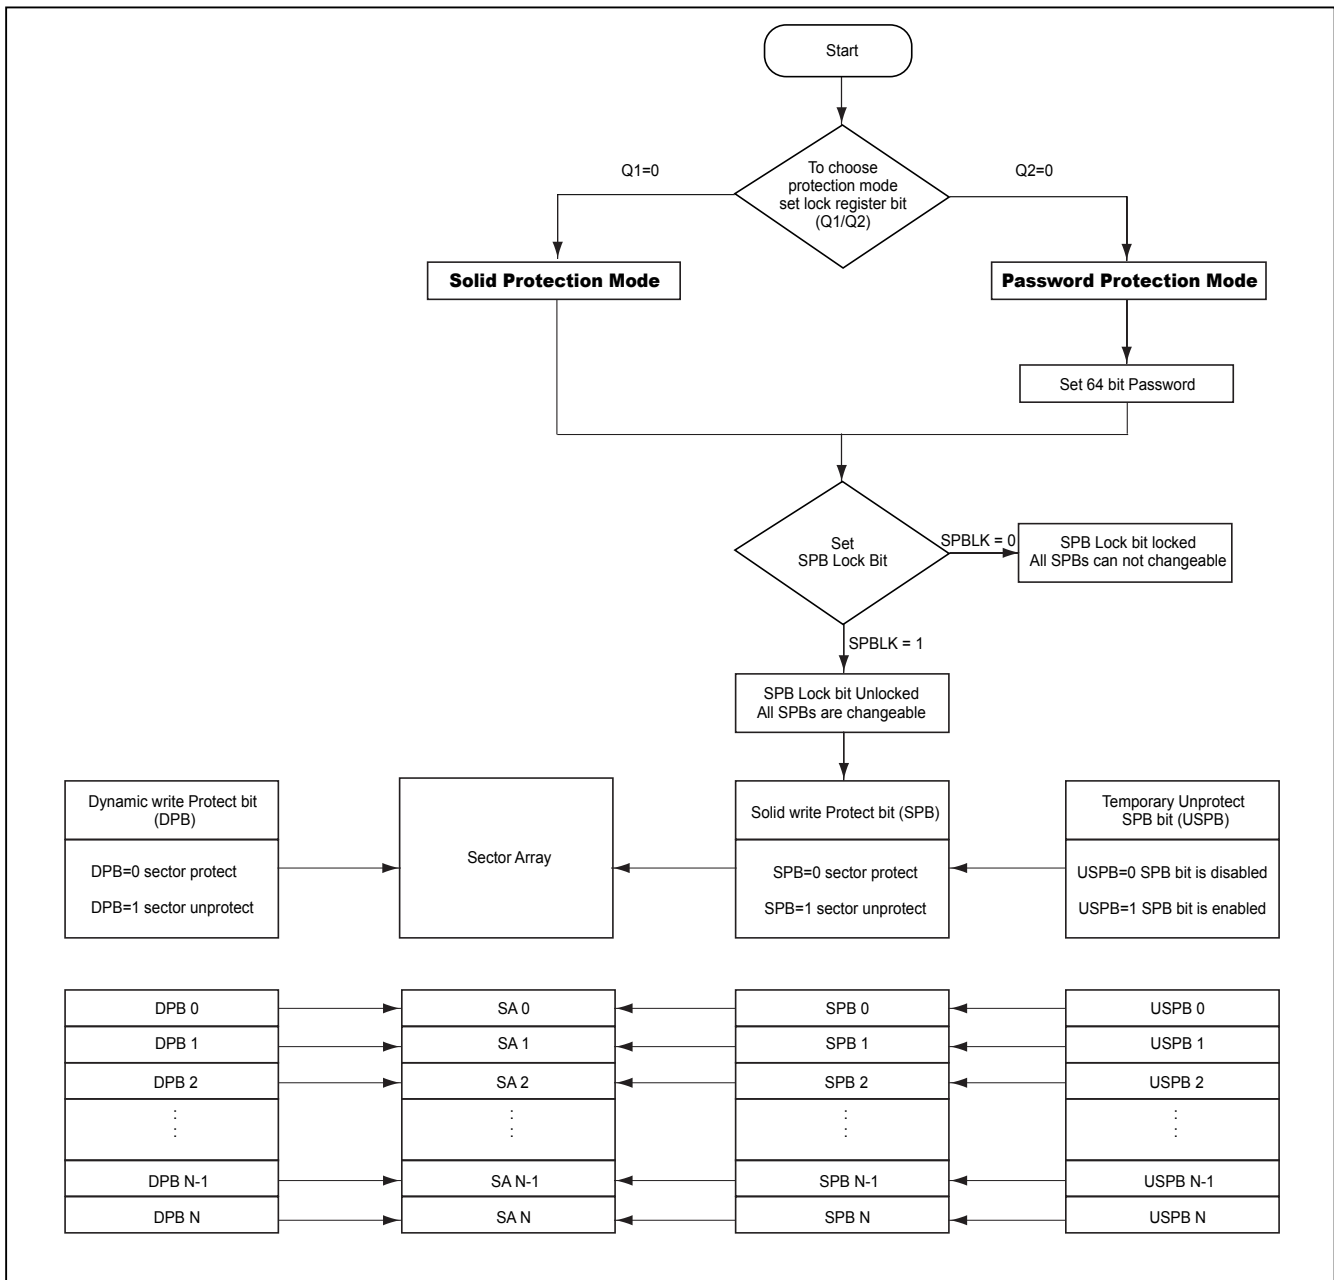 Start
To choose
protection mode
set lock register bit
(Q1/Q2)
Q1=0
Q2=0
Solid Protection Mode
Password Protection Mode
Set 64 bit Password
Set
SPB Lock Bit
SPBLK = 0
SPB Lock bit locked
All SPBs can not changeable
SPBLK = 1
SPB Lock bit Unlocked
All SPBs are changeable
Dynamic write Protect bit
(DPB)
DPB=0 sector protect
DPB=1 sector unprotect
Sector Array
Solid write Protect bit (SPB)
SPB=0 sector protect
SPB=1 sector unprotect
Temporary Unprotect
SPB bit (USPB)
USPB=0 SPB bit is disabled
USPB=1 SPB bit is enabled
DPB 0
SA 0
SPB 0
USPB 0
DPB 1
SA 1
SPB 1
USPB 1
DPB 2
SA 2
SPB 2
USPB 2
DPB N-1
SA N-1
SPB N-1
USPB N-1
DPB N
SA N
SPB N
USPB N